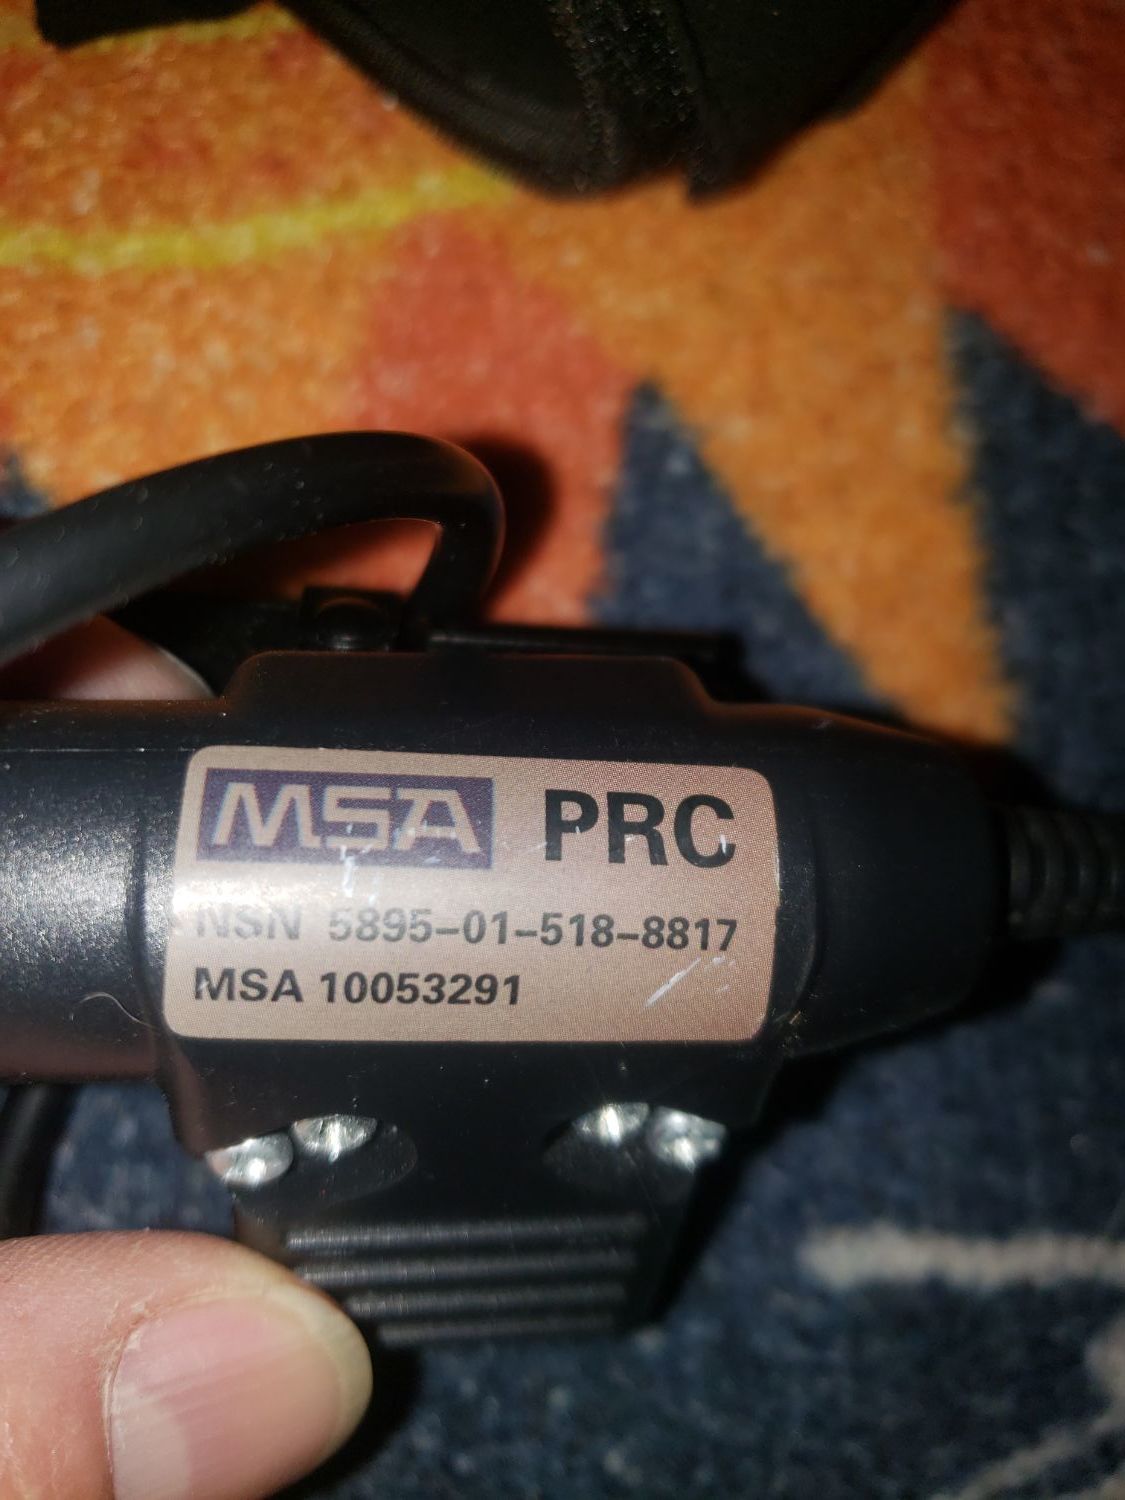 MSA PRC
NSN 5895-01-518-8817
MSA 10053291